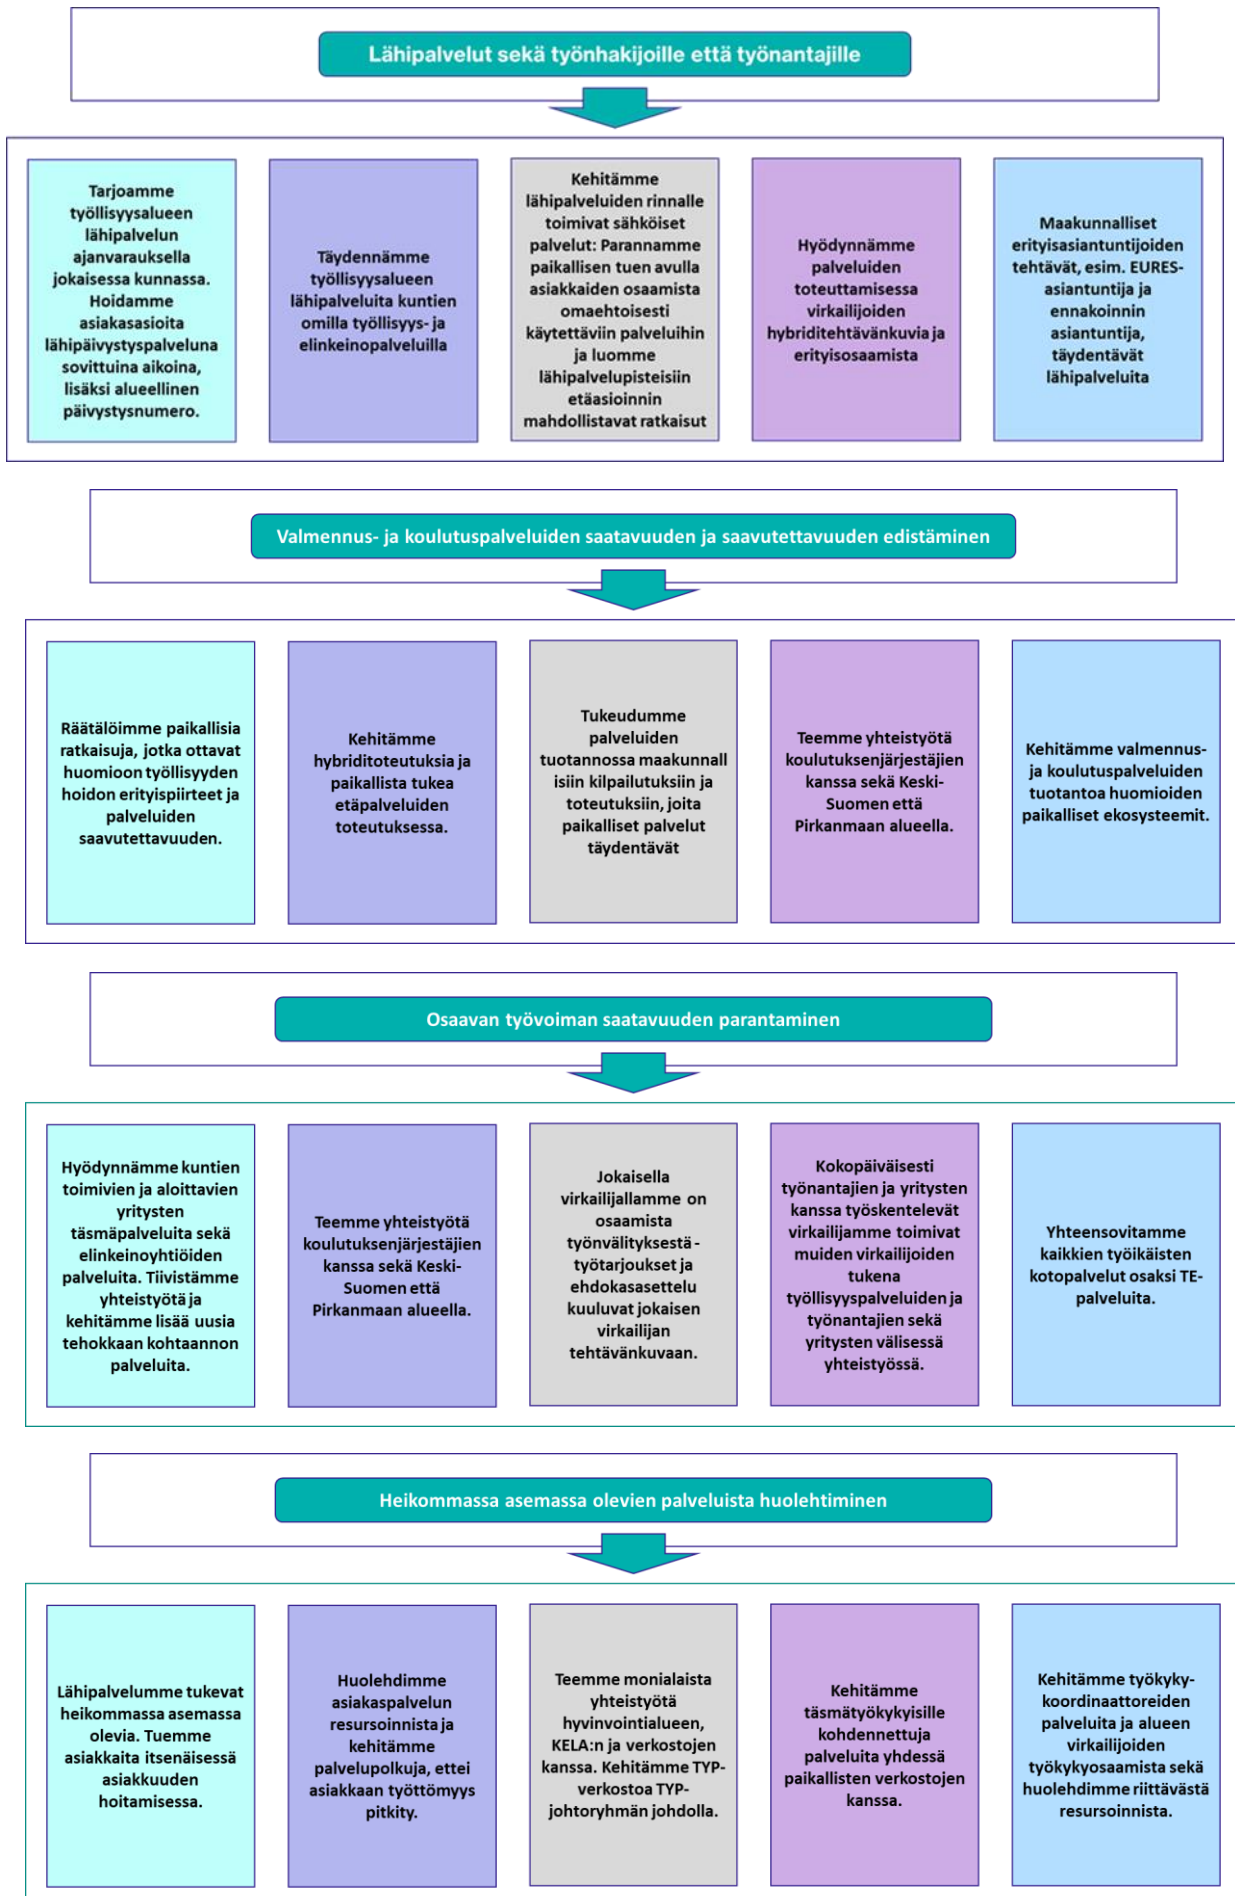 Lähipalvelut sekä työnhakijoille että työnantajille
Tarjoamme
työllisyysalueen
lähipalvelun
ajanvarauksella
jokaisessa kunnassa.
Hoidamme
asiakasasioita
lähipäivystyspalveluna
sovittuina aikoina,
lisäksi alueellinen
päivystysnumero.
Täydennämme
työllisyysalueen
lähipalveluita kuntien
omilla työllisyys- ja
elinkeinopalveluilla
Kehitämme
lähipalveluiden rinnalle
toimivat sähköiset
palvelut: Parannamme
paikallisen tuen avulla
asiakkaiden osaamista
omaehtoisesti
käytettäviin palveluihin
ja luomme
lähipalvelupisteisiin
etäasioinnin
mahdollistavat ratkaisut
Hyödynnämme
palveluiden
toteuttamisessa
virkailijoiden
hybriditehtävänkuvia ja
erityisosaamista
Maakunnalliset
erityisasiantuntijoiden
tehtävät, esim. EURES-
asiantuntija ja
ennakoinnin
asiantuntija,
täydentävät
lähipalveluita
Valmennus- ja koulutuspalveluiden saatavuuden ja saavutettavuuden edistäminen
Räätälöimme paikallisia
ratkaisuja, jotka ottavat
huomioon työllisyyden
hoidon erityispiirteet ja
palveluiden
saavutettavuuden.
Kehitämme
hybriditoteutuksia ja
paikallista tukea
etäpalveluiden
toteutuksessa.
Tukeudumme
palveluiden
tuotannossa maakunnall
isiin kilpailutuksiin ja
toteutuksiin, joita
paikalliset palvelut
täydentävät
Teemme yhteistyötä
koulutuksenjärjestäjien
kanssa sekä Keski-
Suomen että
Pirkanmaan alueella.
Kehitämme valmennus-
ja koulutuspalveluiden
tuotantoa huomioiden
paikalliset ekosysteemit.
Osaavan työvoiman saatavuuden parantaminen
Hyödynnämme kuntien
toimivien ja aloittavien
yritysten
täsmäpalveluita sekä
elinkeinoyhtiöiden
palveluita. Tiivistämme
yhteistyötä ja
kehitämme lisää uusia
tehokkaan kohtaannon
palveluita.
Teemme yhteistyötä
koulutuksenjärjestäjien
kanssa sekä Keski-
Suomen että
Pirkanmaan alueella.
Jokaisella
virkailijallamme on
osaamista
työnvälityksestä -
työtarjoukset ja
ehdokasasettelu
kuuluvat jokaisen
virkailijan
tehtävänkuvaan.
Kokopäiväisesti
työnantajien ja yritysten
kanssa työskentelevät
virkailijamme toimivat
muiden virkailijoiden
tukena
työllisyyspalveluiden ja
työnantajien sekä
yritysten välisessä
yhteistyössä.
Yhteensovitamme
kaikkien työikäisten
kotopalvelut osaksi TE-
palveluita.
Heikommassa asemassa olevien palveluista huolehtiminen
Lähipalvelumme tukevat
heikommassa asemassa
olevia. Tuemme
asiakkaita itsenäisessä
asiakkuuden
hoitamisessa.
Huolehdimme
asiakaspalvelun
resursoinnista ja
kehitämme
palvelupolkuja, ettei
asiakkaan työttömyys
pitkity.
Teemme monialaista
yhteistyötä
hyvinvointialueen,
KELA:n ja verkostojen
kanssa. Kehitämme TYP-
verkostoa TYP-
johtoryhmän johdolla.
Kehitämme
täsmätyökykyisille
kohdennettuja
palveluita yhdessä
paikallisten verkostojen
kanssa.
Kehitämme työkyky-
koordinaattoreiden
palveluita ja alueen
virkailijoiden
työkykyosaamista sekä
huolehdimme riittävästä
resursoinnista.